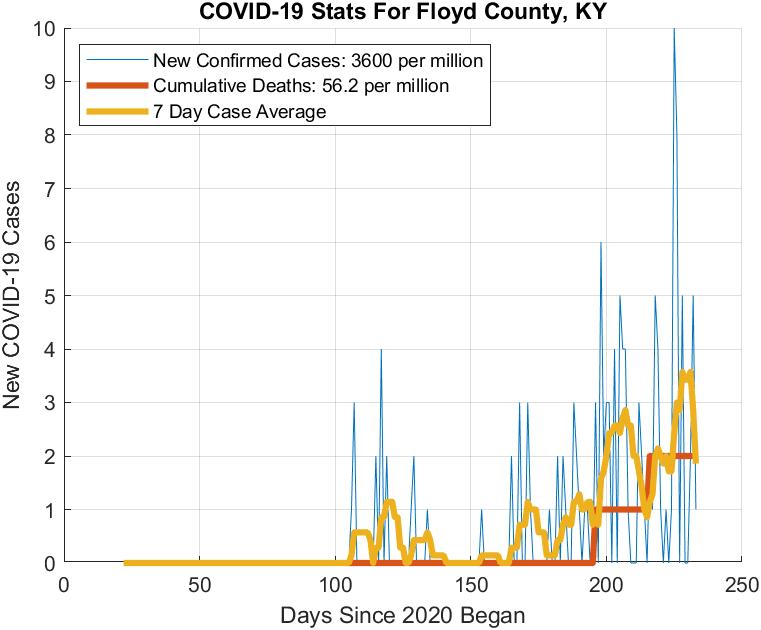 COVID-19 Stats For Floyd County, KY
New Confirmed Cases: 3600 per million
Cumulative Deaths: 56.2 per million
7 Day Case Average
New COVID-19 Cases
10
9
8
7
6
5
4
3
2
1
0
0 50 100 150 200 250
Days Since 2020 Began